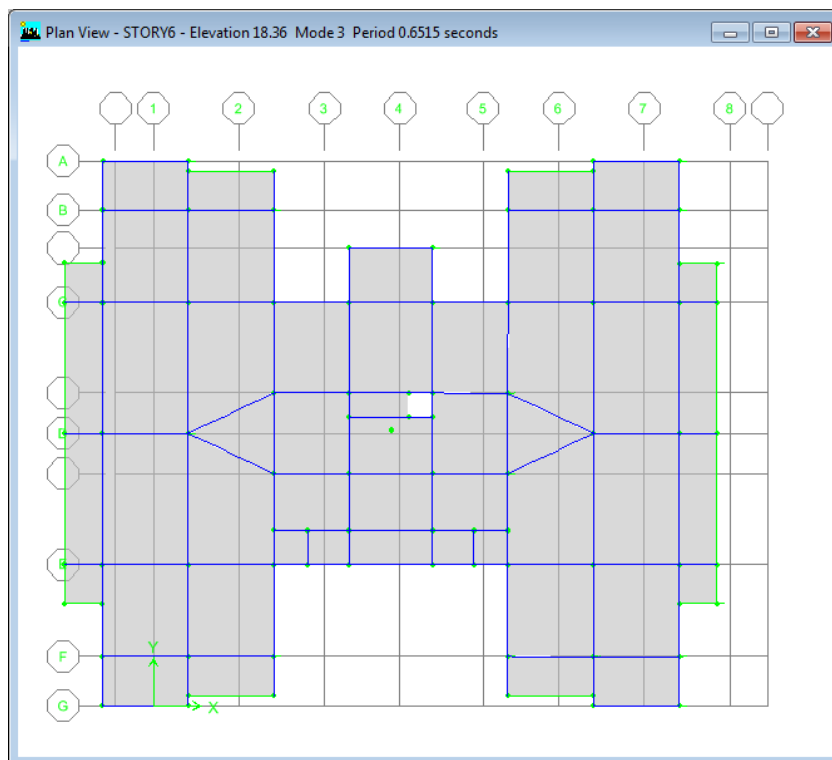 Plan View - STORY6 - Elevation 18.36 Mode 3 Period 0.6515 seconds
1 2 3 4 5 6 7 8
A
B
C
D
E
F
G
Y
X